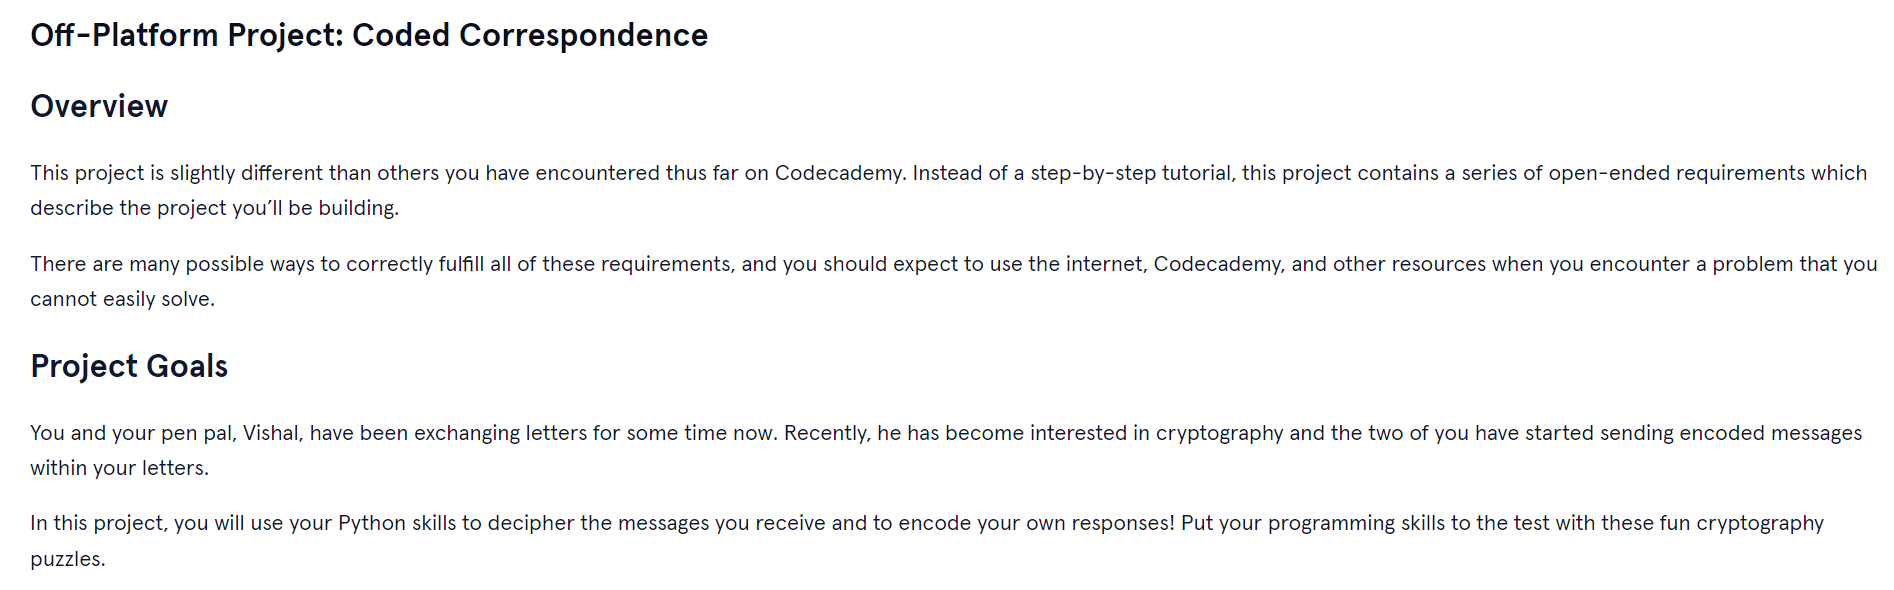 Off-Platform Project: Coded Correspondence
Overview
This project is slightly different than others you have encountered thus far on Codecademy. Instead of a step-by-step tutorial, this project contains a series of open-ended requirements which
describe the project you’ll be building.
There are many possible ways to correctly fulfill all of these requirements, and you should expect to use the internet, Codecademy, and other resources when you encounter a problem that you
cannot easily solve.
Project Goals
You and your pen pal, Vishal, have been exchanging letters for some time now. Recently, he has become interested in cryptography and the two of you have started sending encoded messages
within your letters.
In this project, you will use your Python skills to decipher the messages you receive and to encode your own responses! Put your programming skills to the test with these fun cryptography
puzzles.